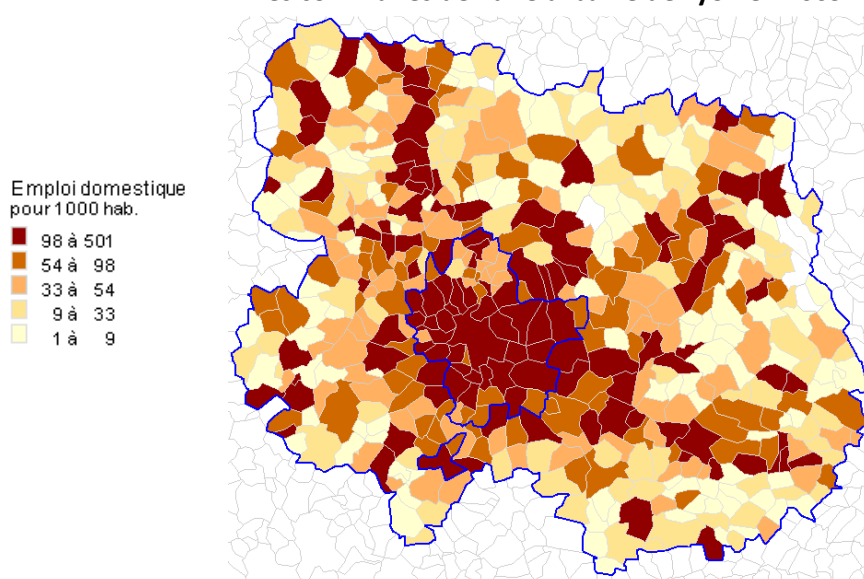 Emploi domestique
pour 1000 hab.
98 à 501
54 à 98
33 à 54
9 à 33
1 à 9